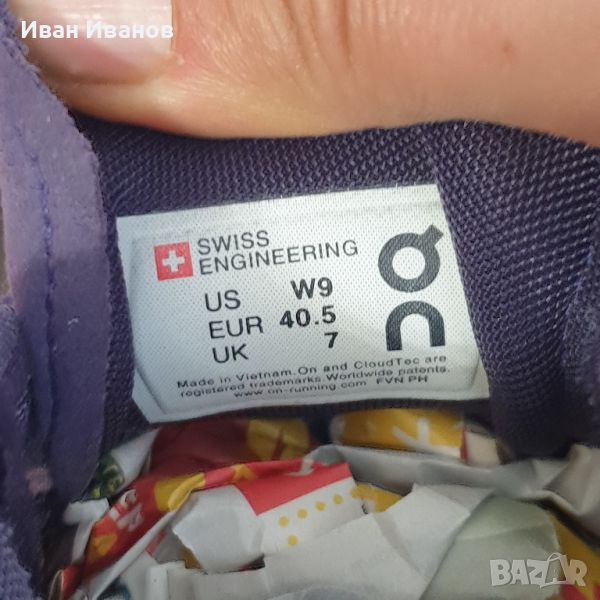 Иван Иванов
SWISS
ENGINEERING
US W9
EUR 40.5
UK 7
Made in Vietnam.On and CloudTec are
registered trademarks.Worldwide patents.
www.on-running.com FVN PH
BAZAR